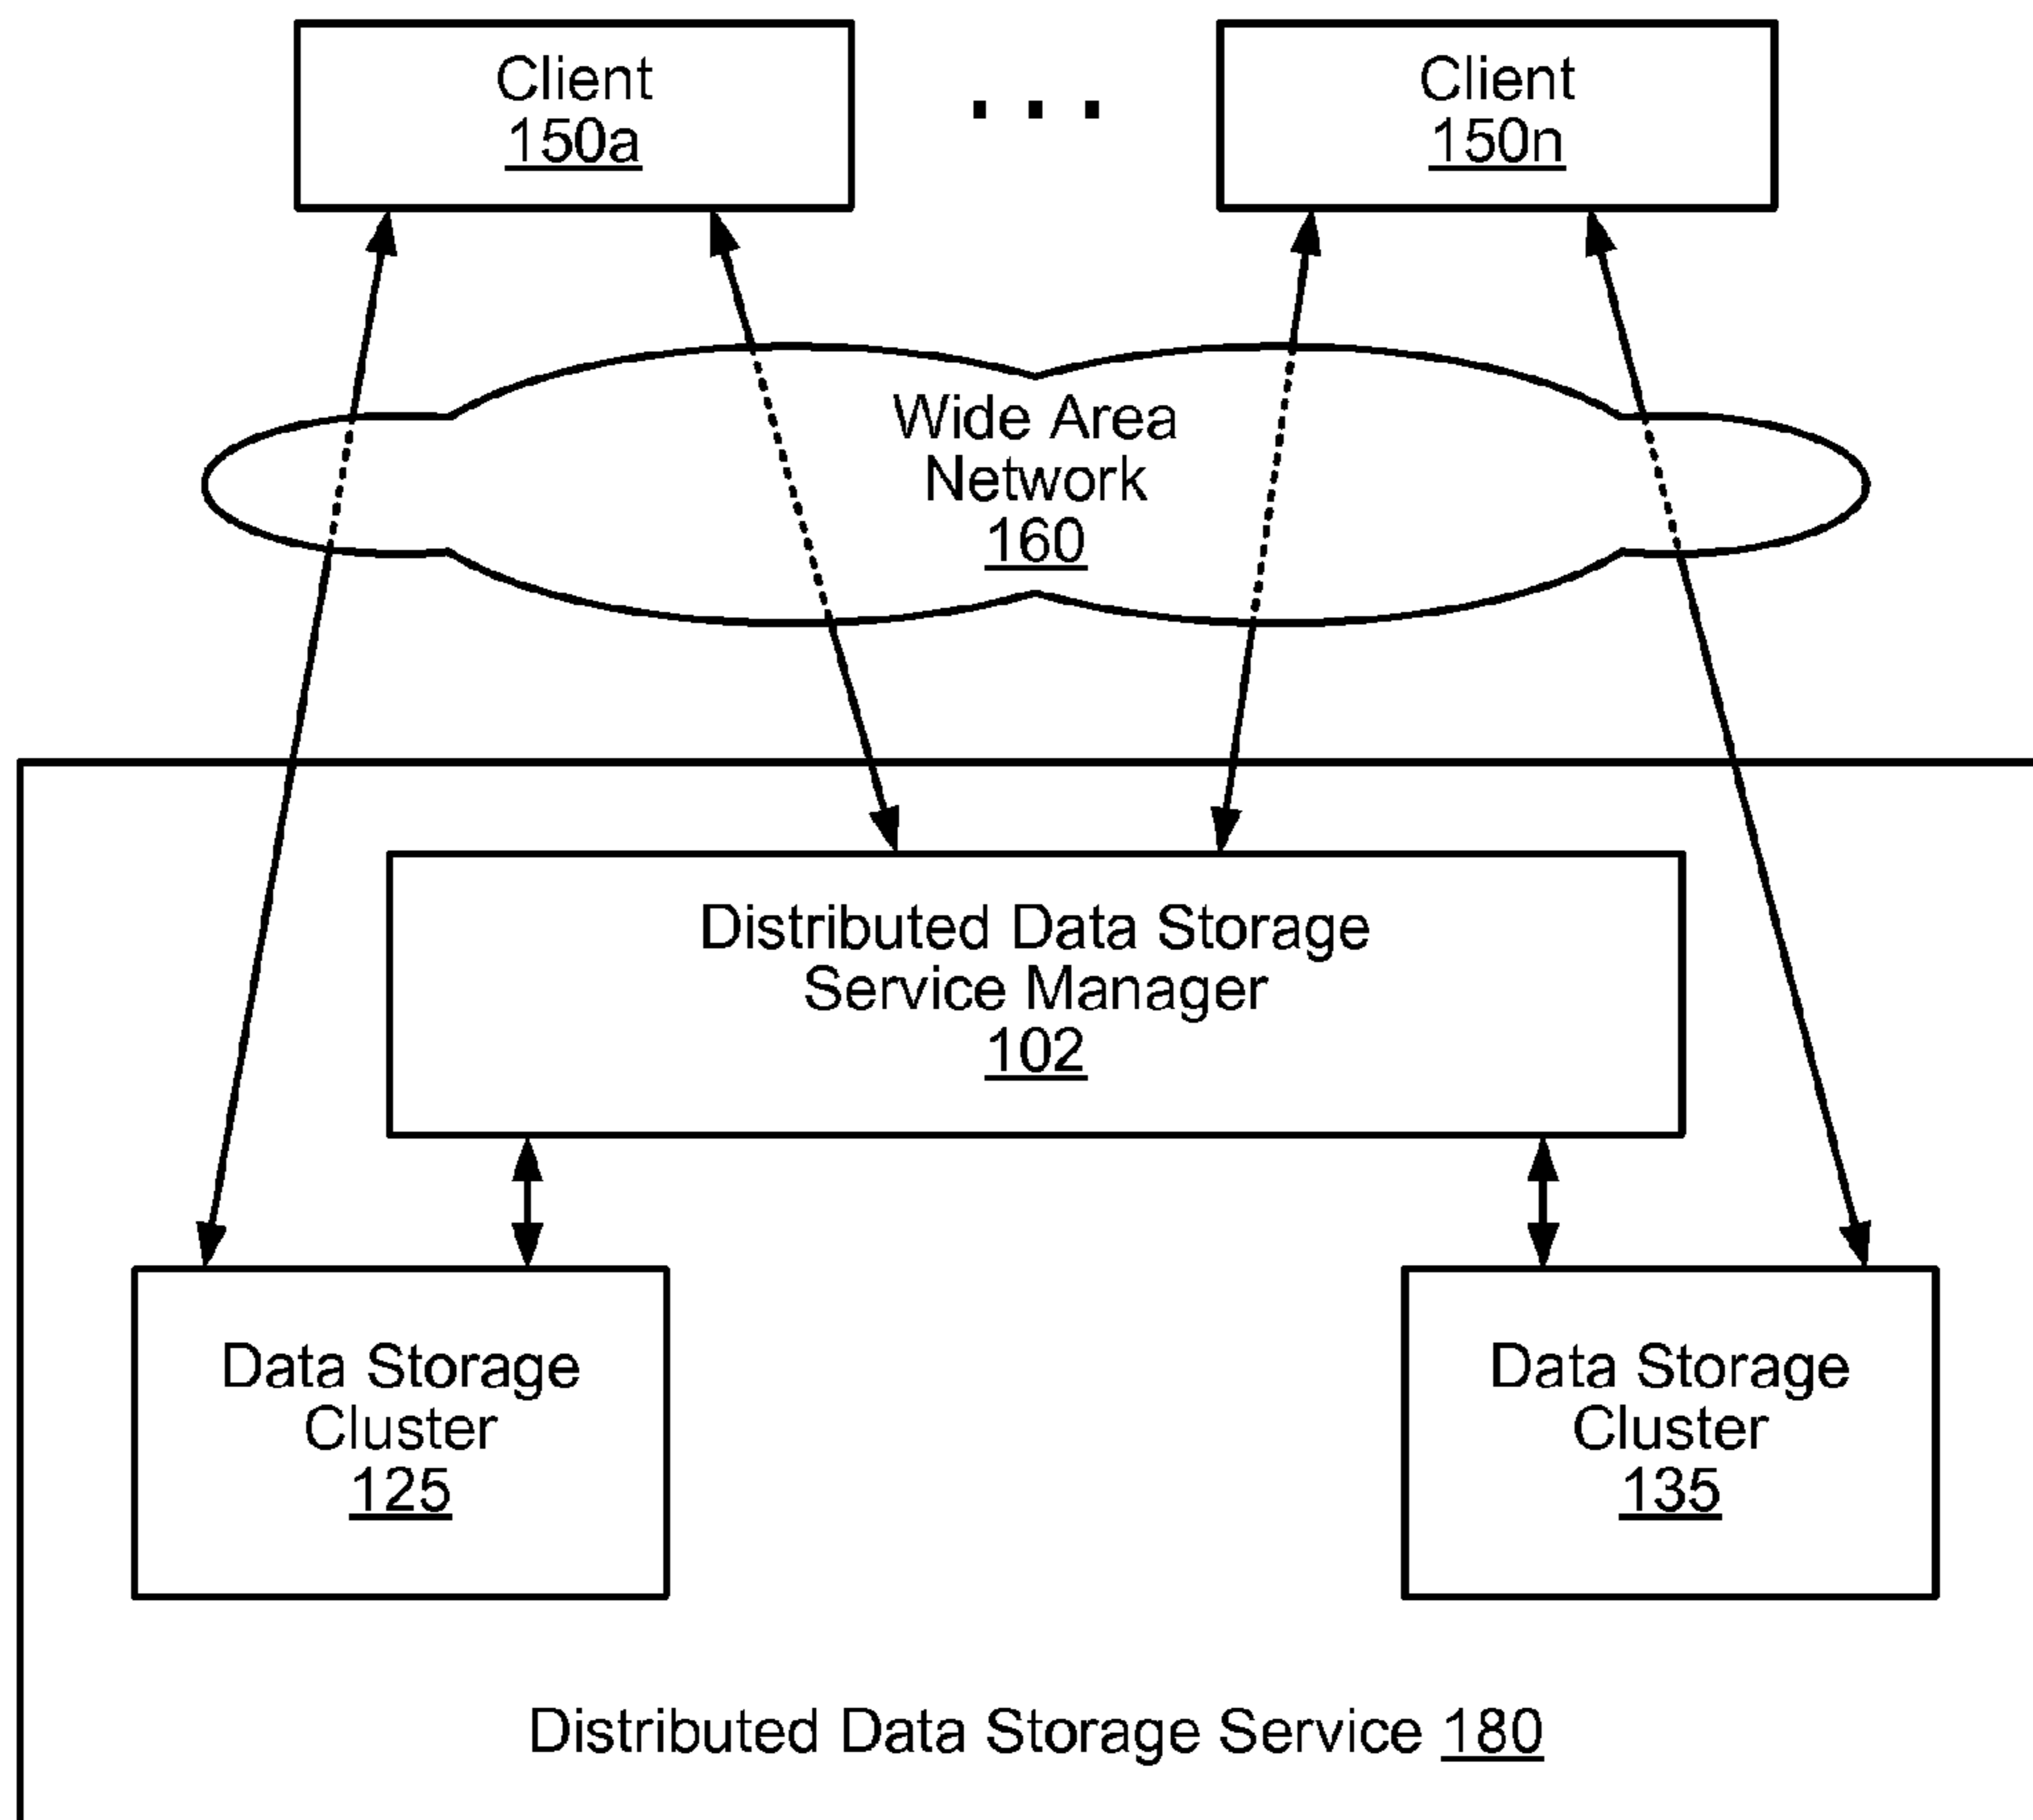 Client
150a
. . .
Client
150n
Wide Area
Network
160
Distributed Data Storage
Service Manager
102
Data Storage
Cluster
125
Data Storage
Cluster
135
Distributed Data Storage Service 180